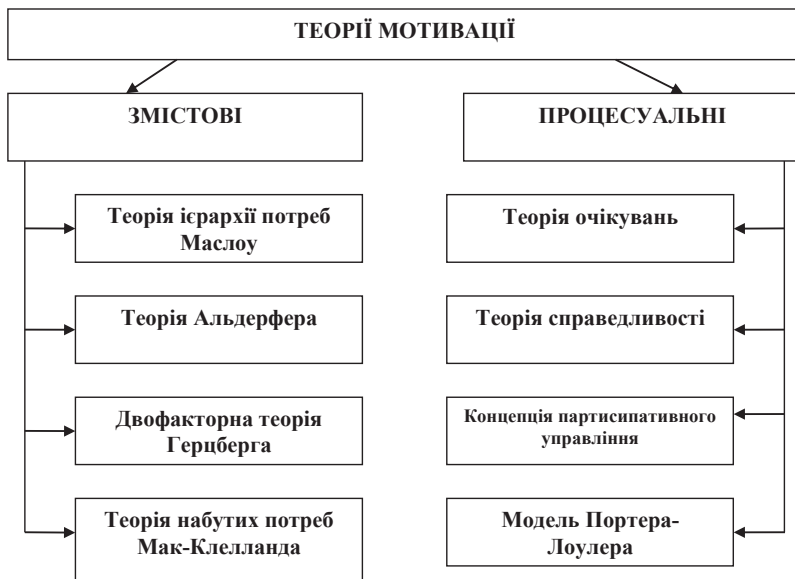 ТЕОРІЇ МОТИВАЦІЇ
ЗМІСТОВІ
Теорія ієрархії потреб
Маслоу
Теорія Альдерфера
Двофакторна теорія
Герцберга
Теорія набутих потреб
Мак-Клелланда
ПРОЦЕСУАЛЬНІ
Теорія очікувань
Теорія справедливості
Концепція партисипативного
управління
Модель Портера-
Лоулера